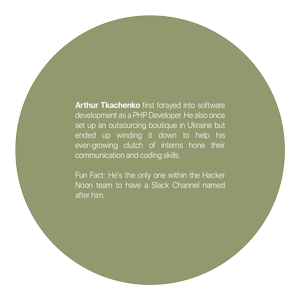 Arthur Tkachenko first forayed into software
development as a PHP Developer. He also once
set up an outsourcing boutique in Ukraine but
ended up winding it down to help his
ever-growing clutch of interns hone their
communication and coding skills.
Fun Fact: He's the only one within the Hacker
Noon team to have a Slack Channel named
after him.